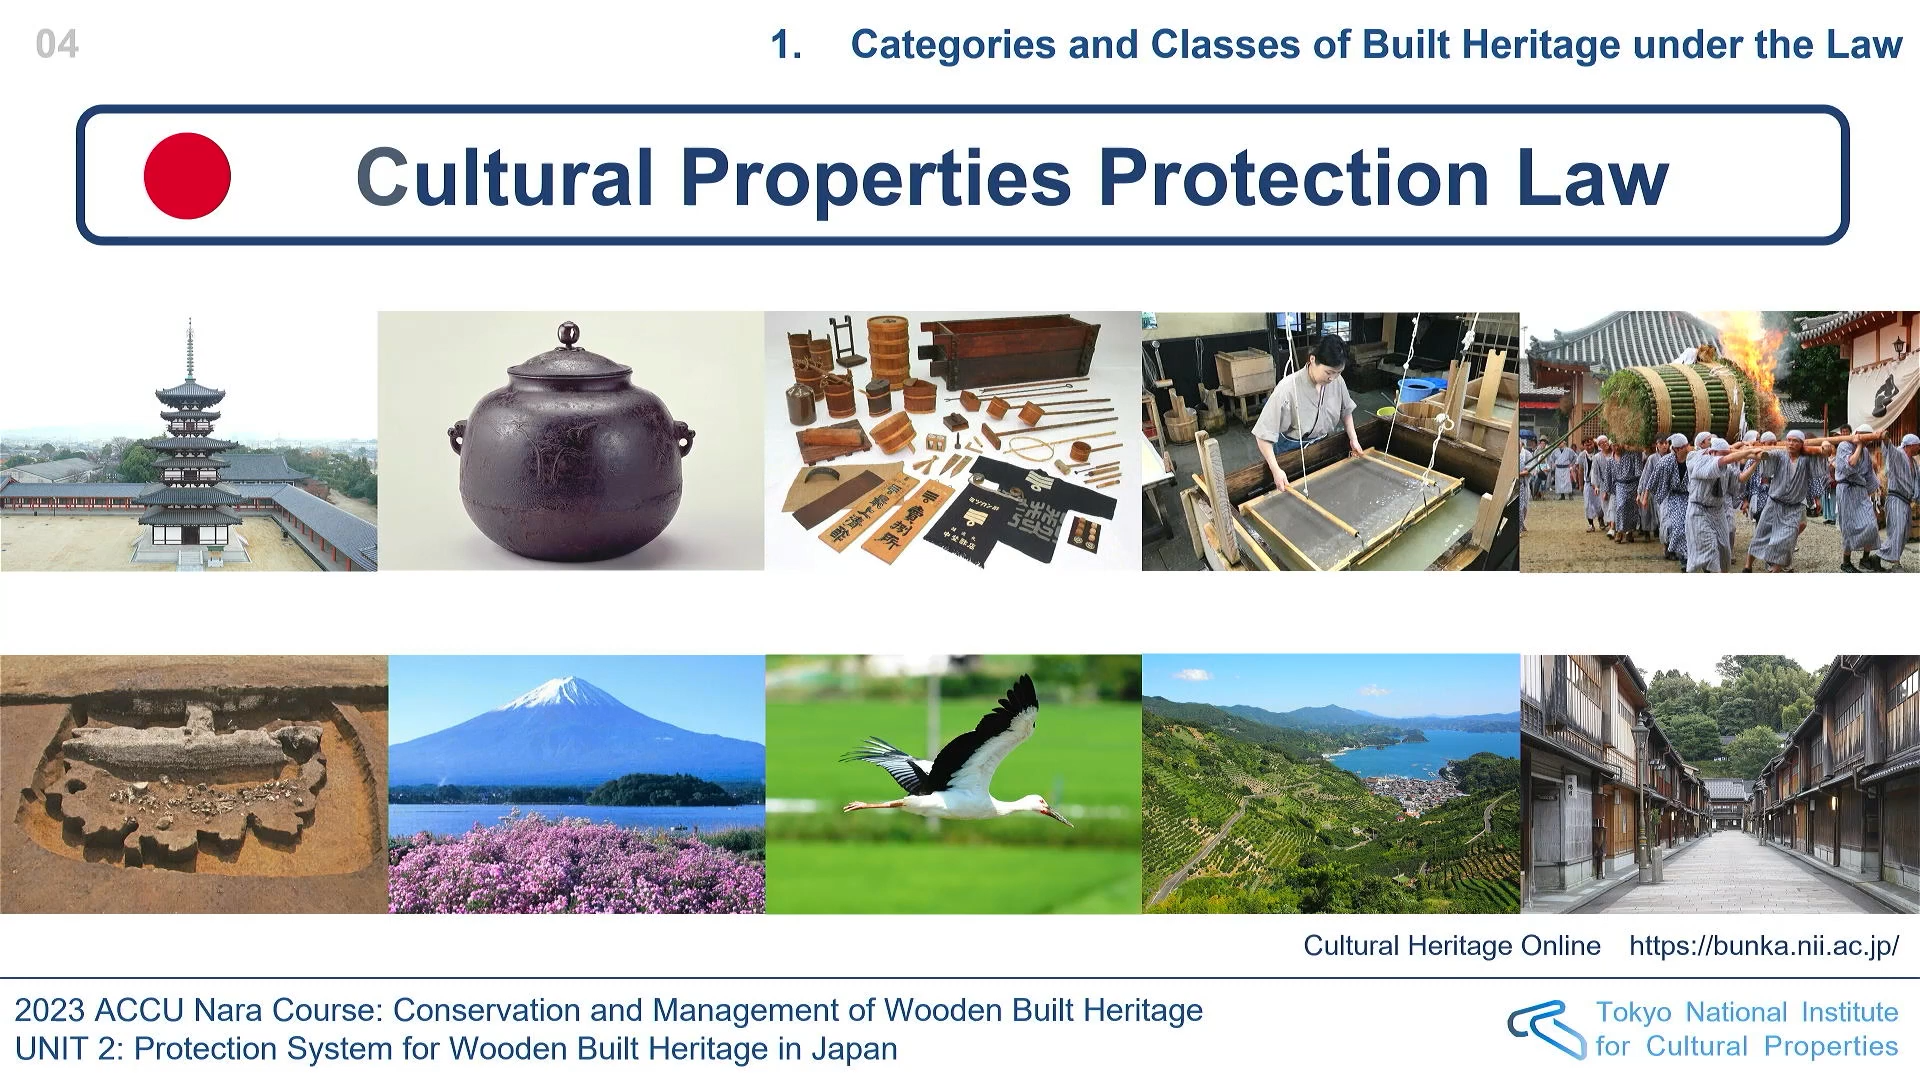 04
1. Categories and Classes of Built Heritage under the Law
Cultural Properties Protection Law
Cultural Heritage Online https://bunka.nii.ac.jp/
2023 ACCU Nara Course: Conservation and Management of Wooden Built Heritage
UNIT 2: Protection System for Wooden Built Heritage in Japan
Tokyo National Institute
for Cultural Properties